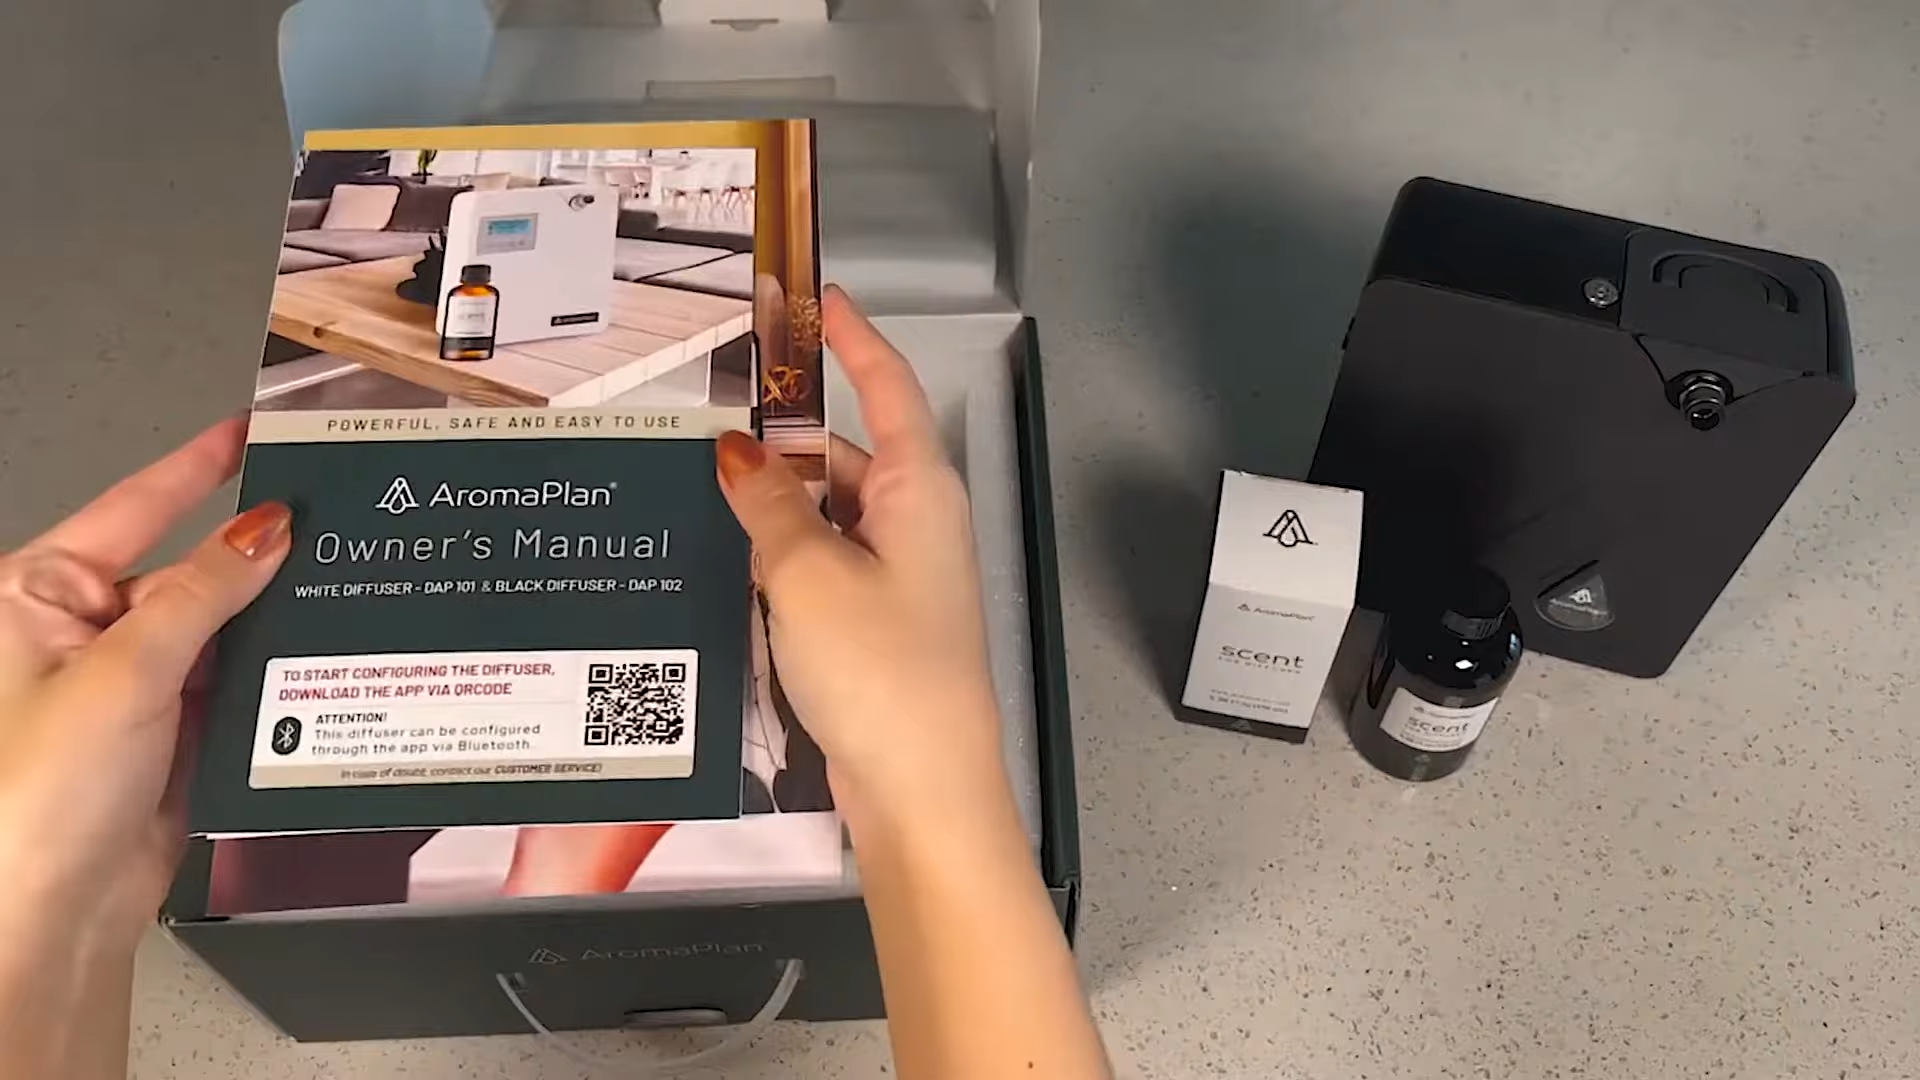 POWERFUL, SAFE AND EASY TO USE
AromaPlan®
Owner's Manual
WHITE DIFFUSER - DAP 101 & BLACK DIFFUSER - DAP 102
TO START CONFIGURING THE DIFFUSER,
DOWNLOAD THE APP VIA QRCODE
ATTENTION!
This diffuser can be configured
through the app via Bluetooth.
In case of doubt, contact our CUSTOMER SERVICE!
AromaPlan
AromaPlan
scent
FOR DIFFUSER
AromaPlan
AromaPlan
scent